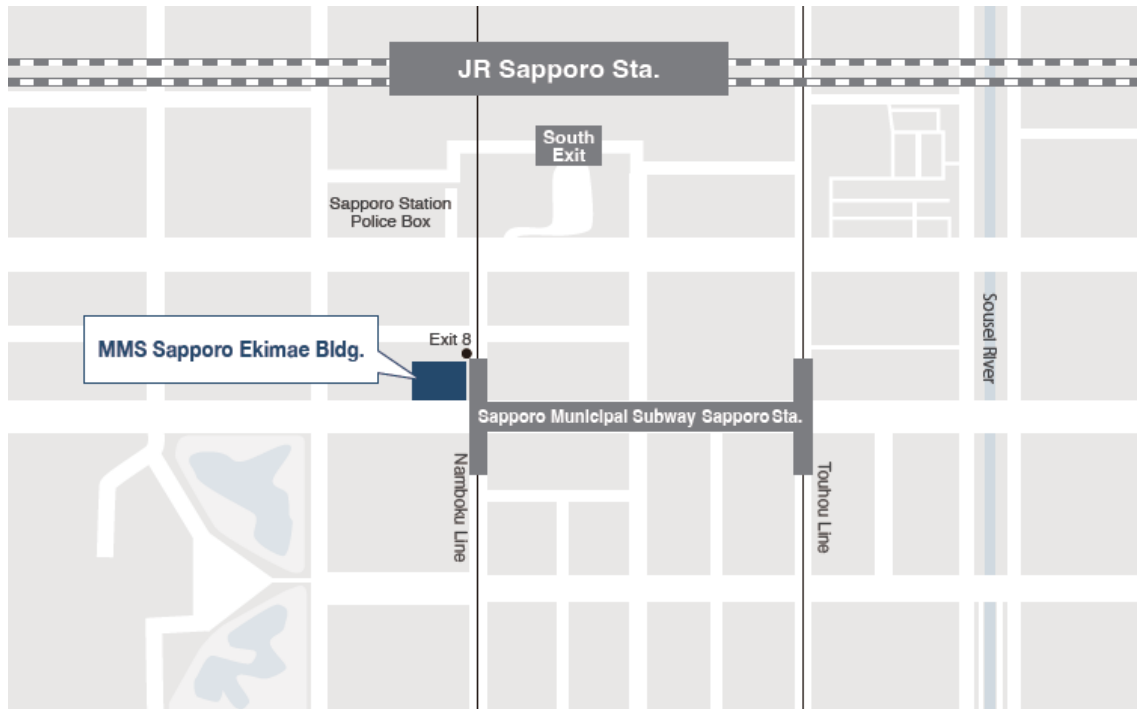 JR Sapporo Sta.
South
Exit
Sapporo Station
Police Box
Exit 8
MMS Sapporo Ekimae Bldg.
Sousei River
Sapporo Municipal Subway Sapporo Sta.
Namboku Line
Touhou Line